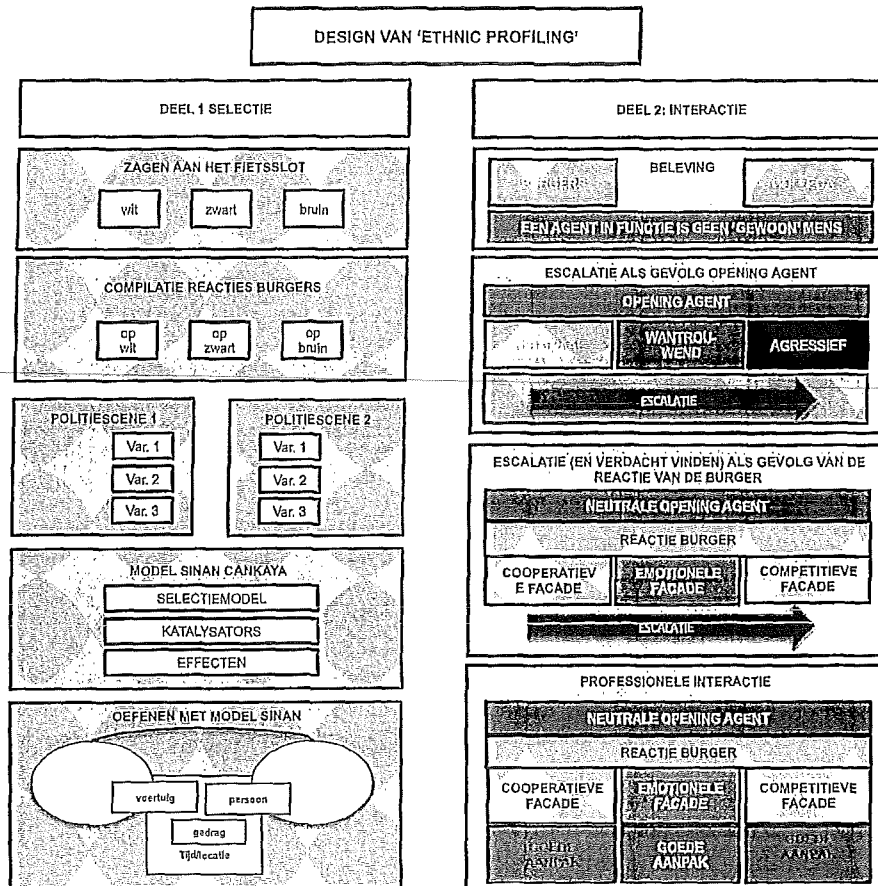 DESIGN VAN 'ETHNIC PROFILING'
DEEL 1 SELECTIE
ZAGEN AAN HET FIETSSLOT
wit
zwart
bruin
COMPILATIE REACTIES BURGERS
op
wit
op
zwart
op
bruin
POLITIESCENE 1
Var. 1
Var. 2
Var. 3
POLITIESCENE 2
Var. 1
Var. 2
Var. 3
MODEL SINAN CANKAYA
SELECTIEMODEL
KATALYSATORS
EFFECTEN
OEFENEN MET MODEL SINAN
voertuig
persoon
gedrag
Tijd/locatie
DEEL 2: INTERACTIE
BELEVING
EEN AGENT IN FUNCTIE IS GEEN 'GEWOON' MENS
ESCALATIE ALS GEVOLG OPENING AGENT
OPENING AGENT
WANTROU-
WEND
AGRESSIEF
ESCALATIE
ESCALATIE (EN VERDACHT VINDEN) ALS GEVOLG VAN DE
REACTIE VAN DE BURGER
NEUTRALE OPENING AGENT
REACTIE BURGER
COOPERATIEV
E FACADE
EMOTIONELE
FACADE
COMPETITIEVE
FACADE
ESCALATIE
PROFESSIONELE INTERACTIE
NEUTRALE OPENING AGENT
REACTIE BURGER
COOPERATIEVE
FACADE
EMOTIONELE
FACADE
COMPETITIEVE
FACADE
AANPAK
GOEDE
AANPAK
AANPAK